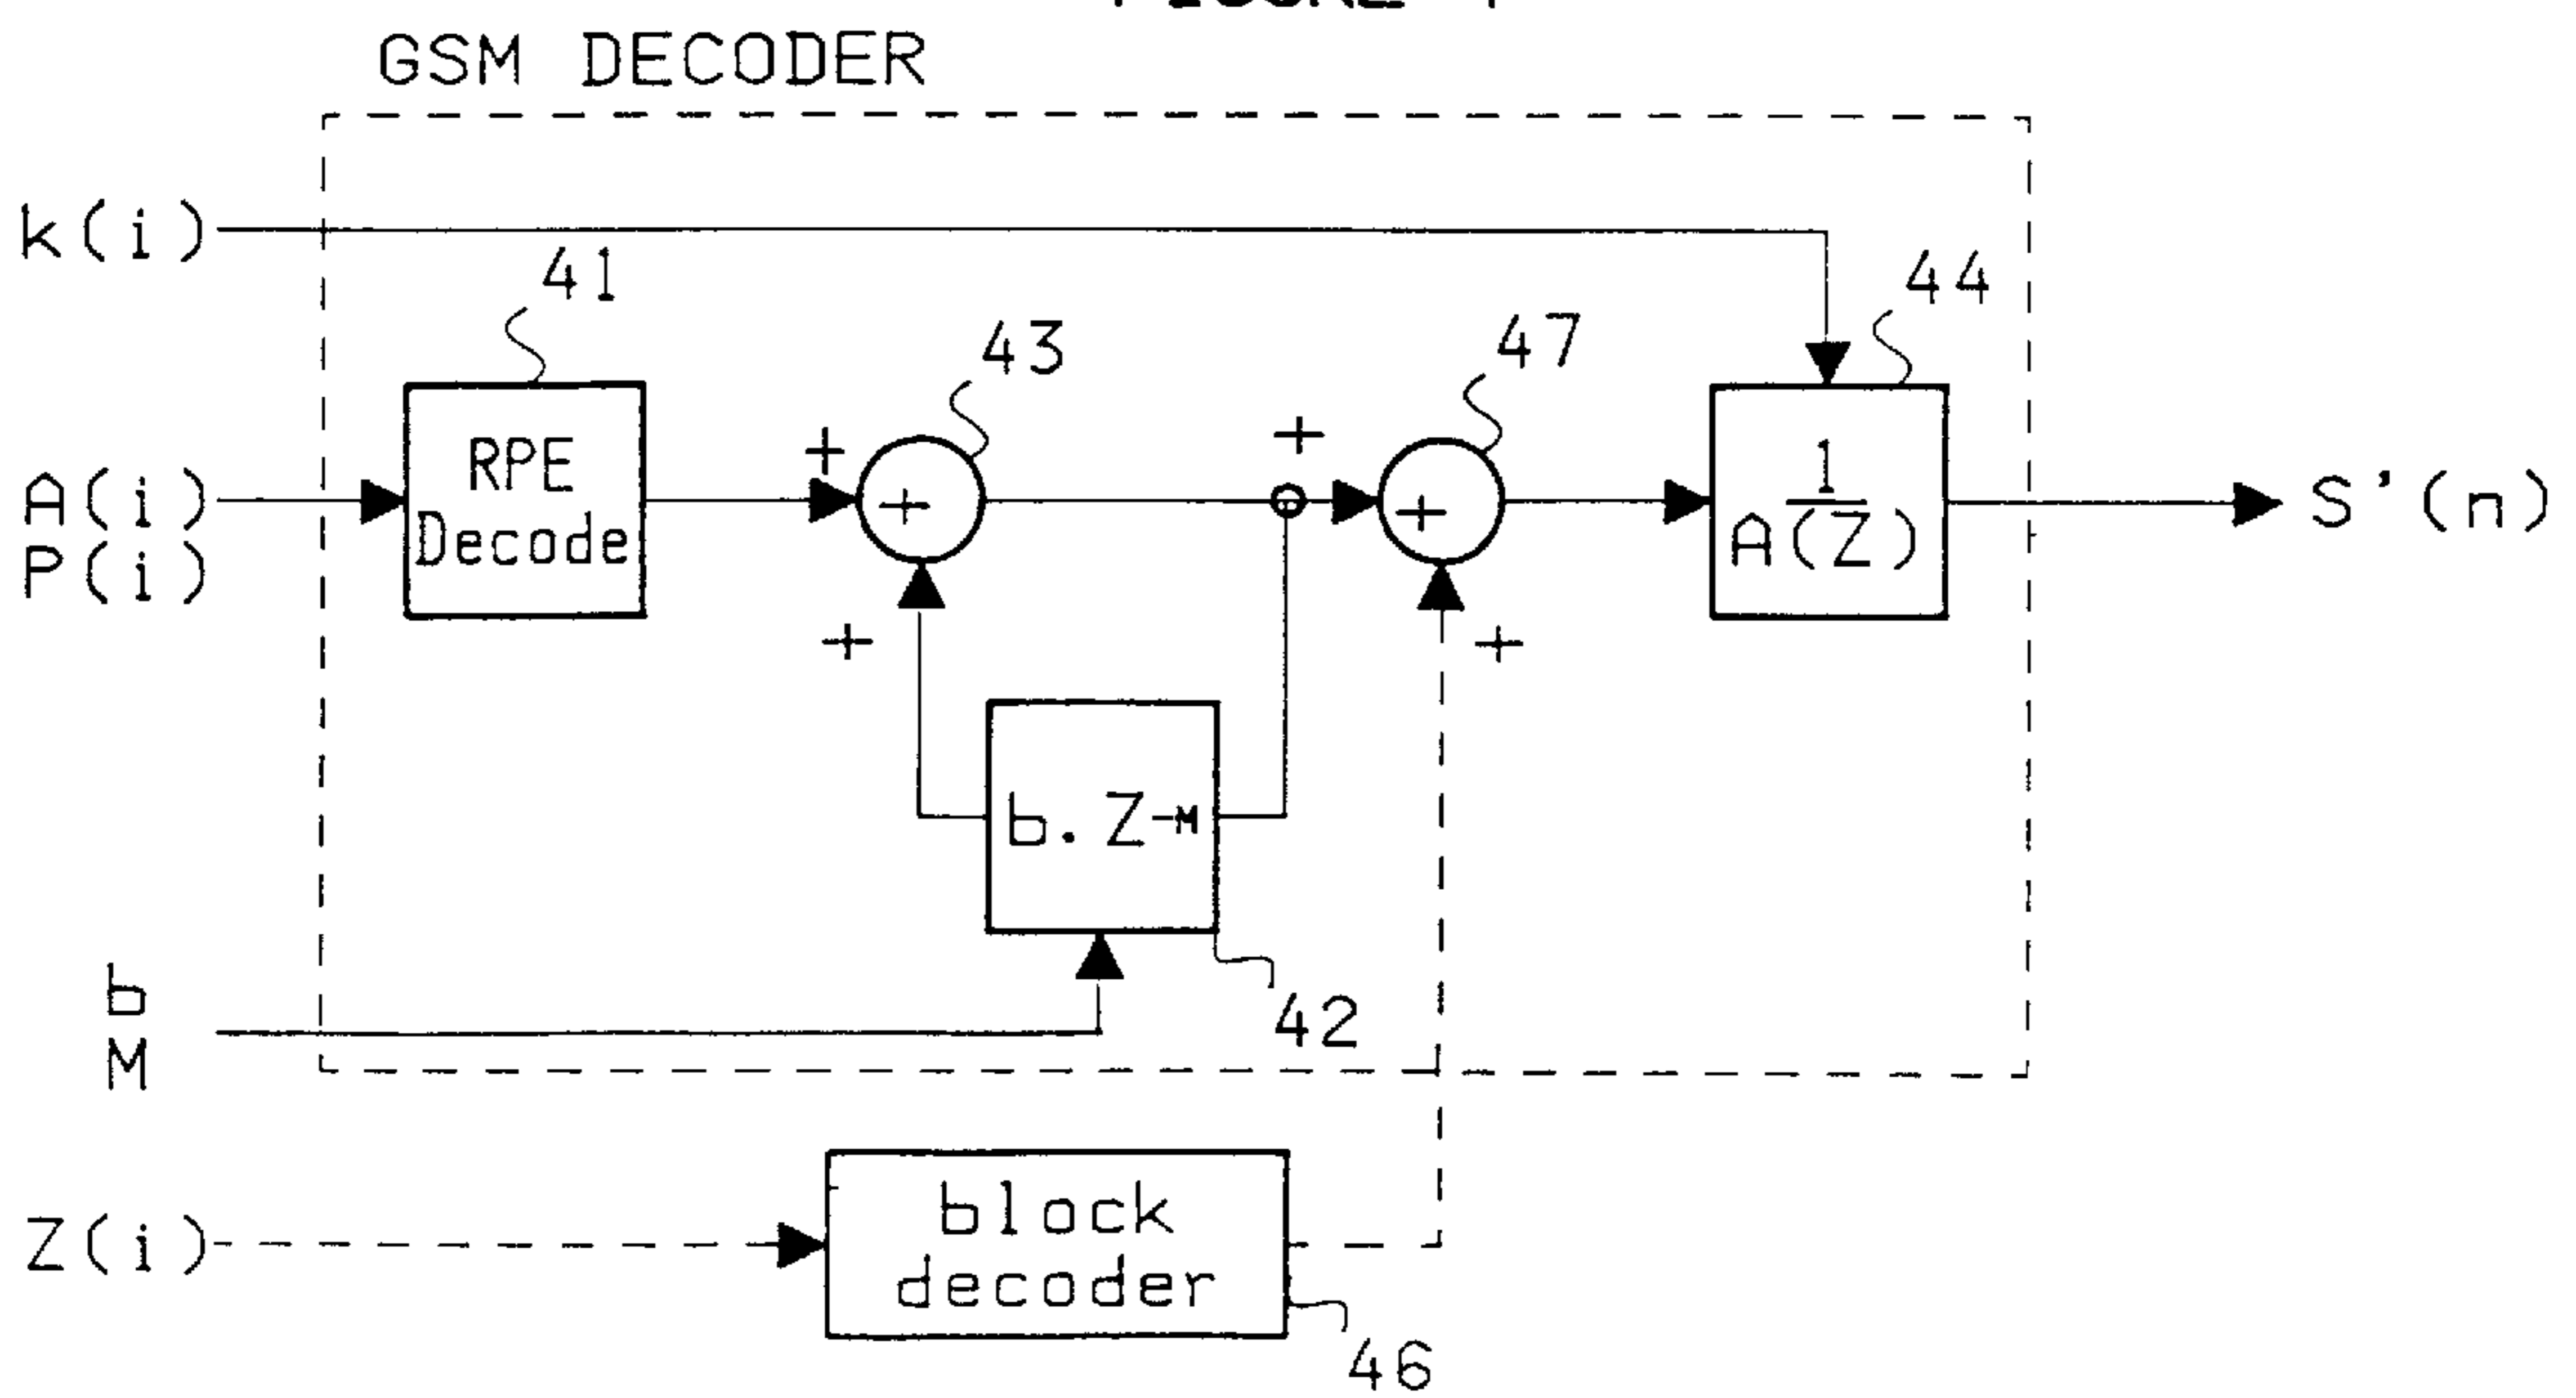 GSM DECODER
k(i)
41
44
43
47
+
+
RPE
Decode
+
+
1
A(Z)
A(i)
P(i)
S'(n)
+
+
b.Z-M
b
M
42
Z(i)
block
decoder
46